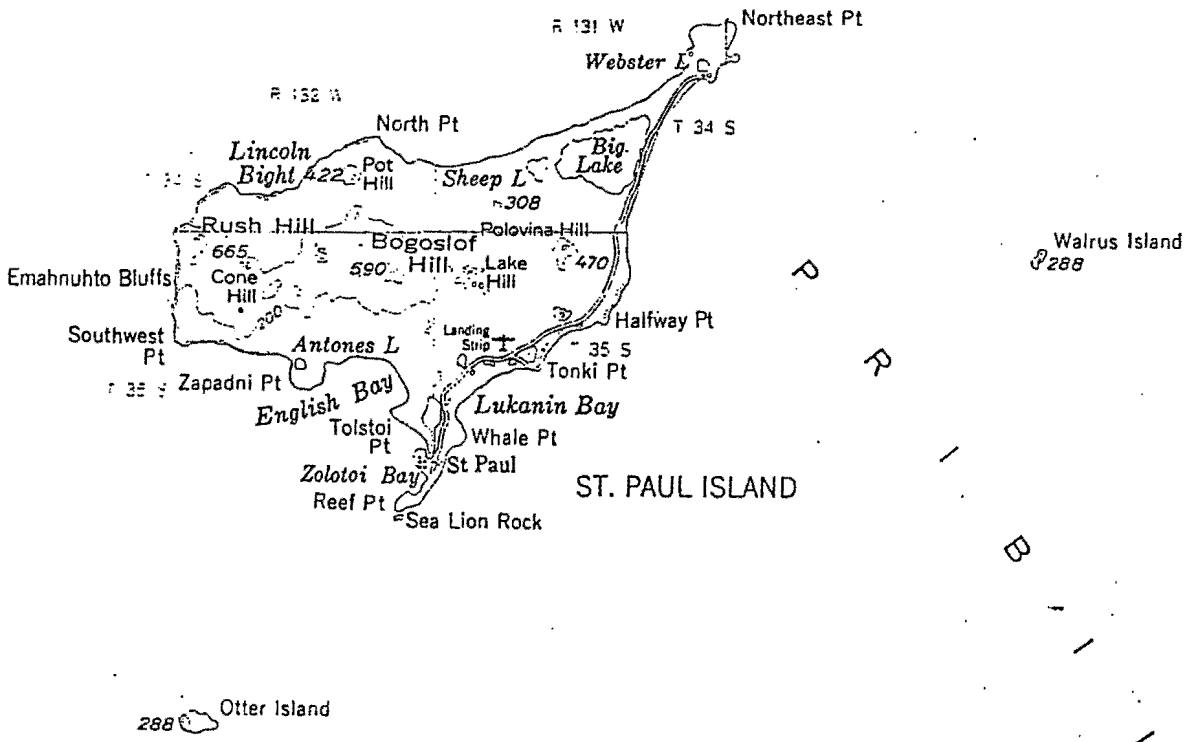 Northeast Pt
R 131 W
Webster L
R 132 W
North Pt
T 34 S
Lincoln
Bight
422
Pot
Hill
Big
Lake
Sheep L
308
Rush Hill
Polovina Hill
Bogoslof
Hill
665
590
470
Cone
Hill
Lake
Hill
Walrus Island
288
Emahnuhto Bluffs
200
P
R
I
B
I
Halfway Pt
Southwest
Pt
Landing
Strip
Antones L
35 S
Tonki Pt
T 35 S
Zapadni Pt
English Bay
Lukanin Bay
Tolstoi
Pt
Whale Pt
Zolotoi Bay
St Paul
ST. PAUL ISLAND
Reef Pt
Sea Lion Rock
288
Otter Island